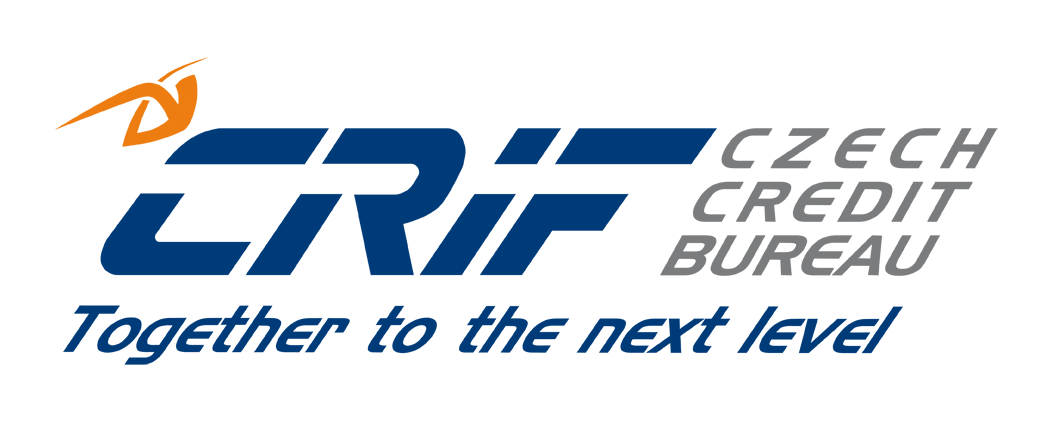 CRIF
CZECH
CREDIT
BUREAU
Together to the next level